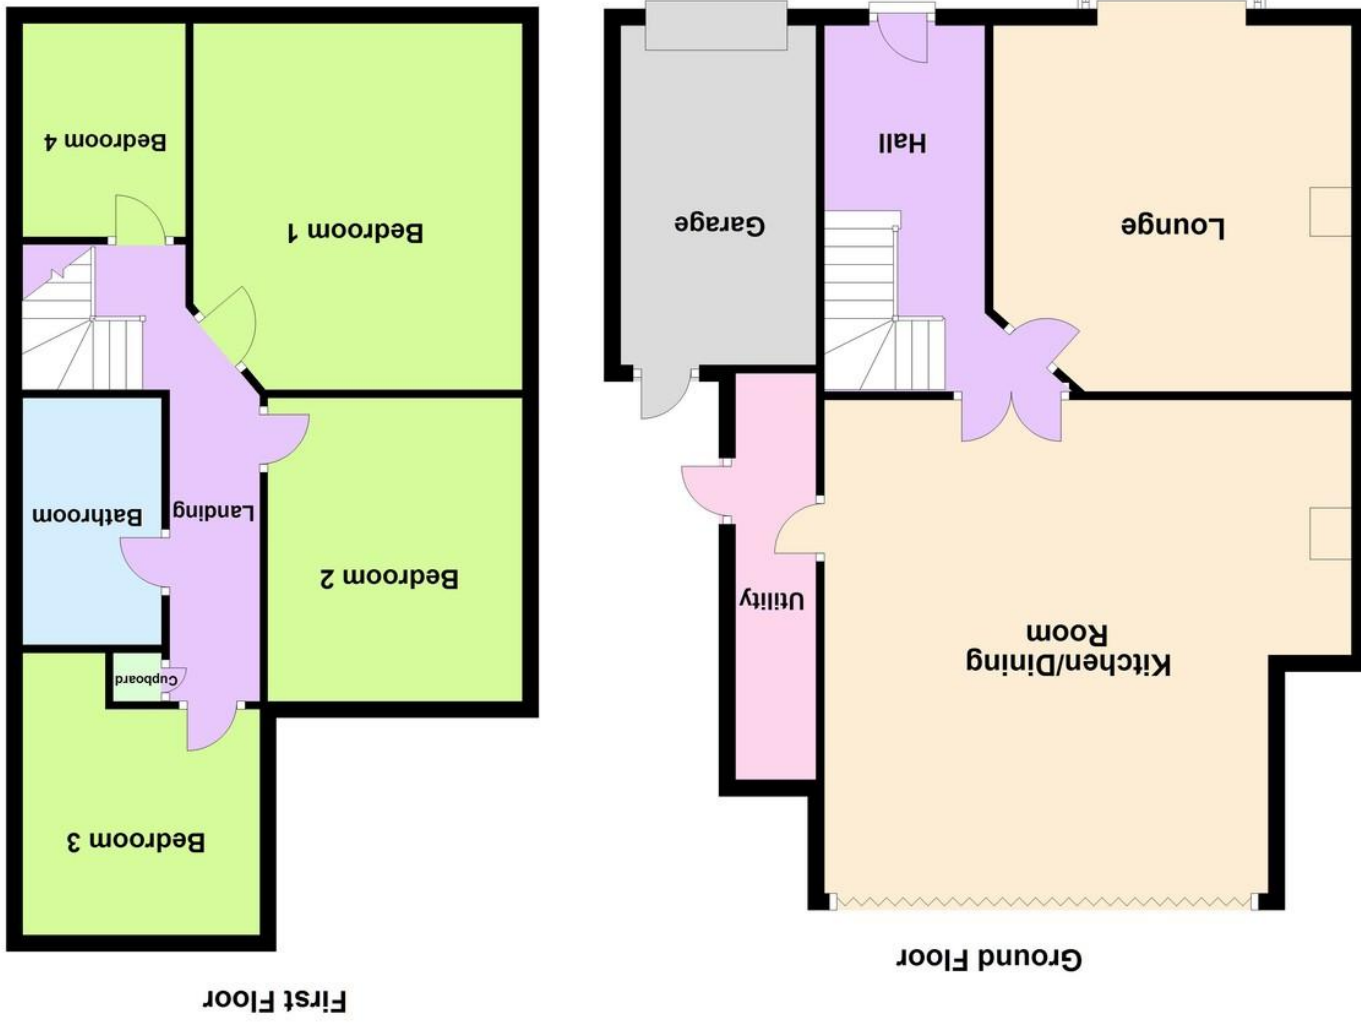 Ground Floor
Kitchen/Dining
Room
Utility
Lounge
Garage
Hall
First Floor
Bedroom 3
Cupboard
Bedroom 2
Landing
Bathroom
Bedroom 1
Bedroom 4